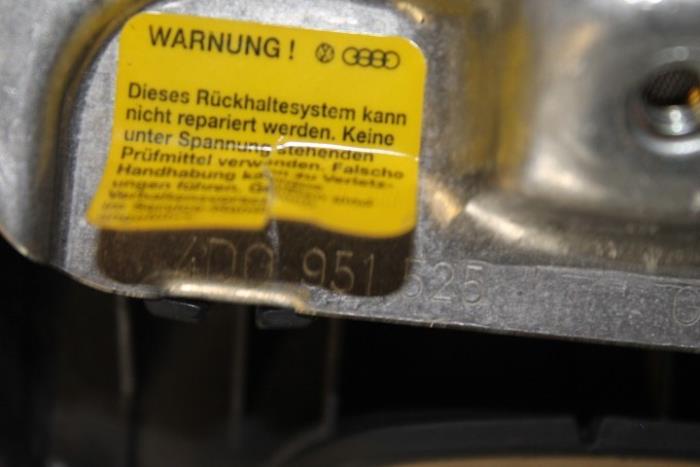 WARNUNG !
Dieses Rückhaltesystem kann
nicht repariert werden. Keine
unter Spannung stehenden
Prüfmittel verwenden. Falsche
Handhabung kann zu Verletz-
ungen führen.
4D0 951 525